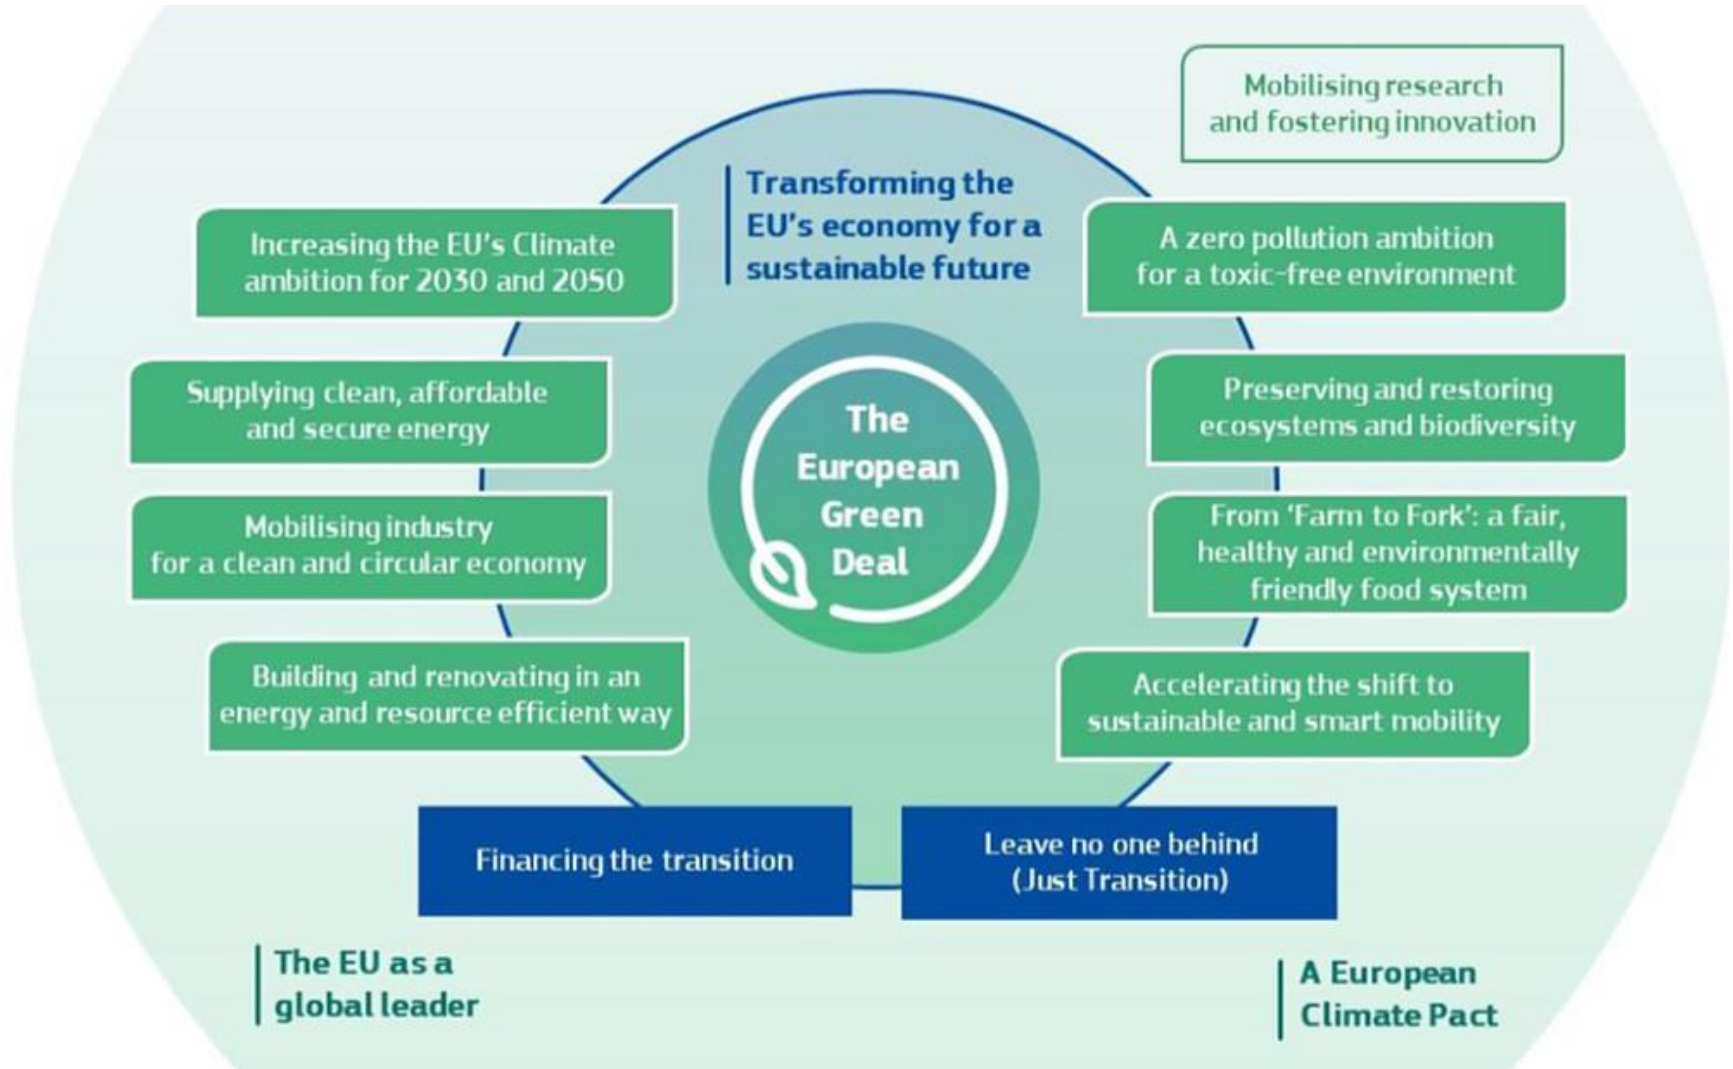 Mobilising research
and fostering innovation
Transforming the
EU's economy for a
sustainable future
Increasing the EU's Climate
ambition for 2030 and 2050
Supplying clean, affordable
and secure energy
Mobilising industry
for a clean and circular economy
Building and renovating in an
energy and resource efficient way
The
European
Green
Deal
A zero pollution ambition
for a toxic-free environment
Preserving and restoring
ecosystems and biodiversity
From ‘Farm to Fork’: a fair,
healthy and environmentally
friendly food system
Accelerating the shift to
sustainable and smart mobility
Financing the transition
Leave no one behind
(Just Transition)
The EU as a
global leader
A European
Climate Pact